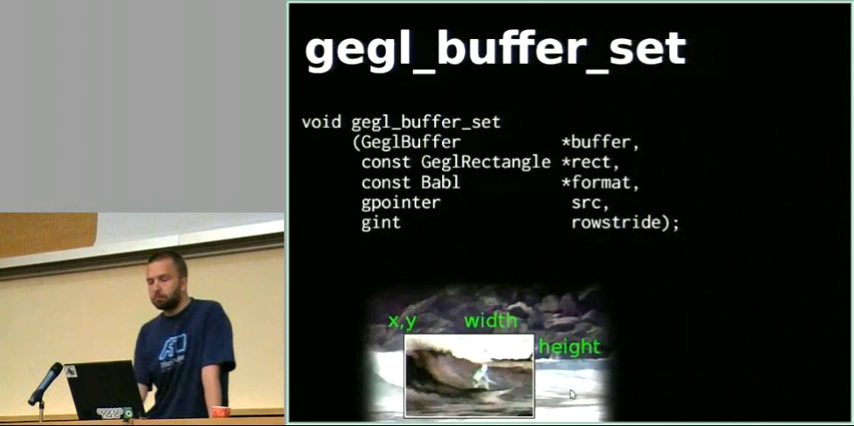 gegl_buffer_set
void gegl_buffer_set
(GeglBuffer *buffer,
const GeglRectangle *rect,
const Babl *format,
gpointer src,
gint rowstride);
x,y width
height